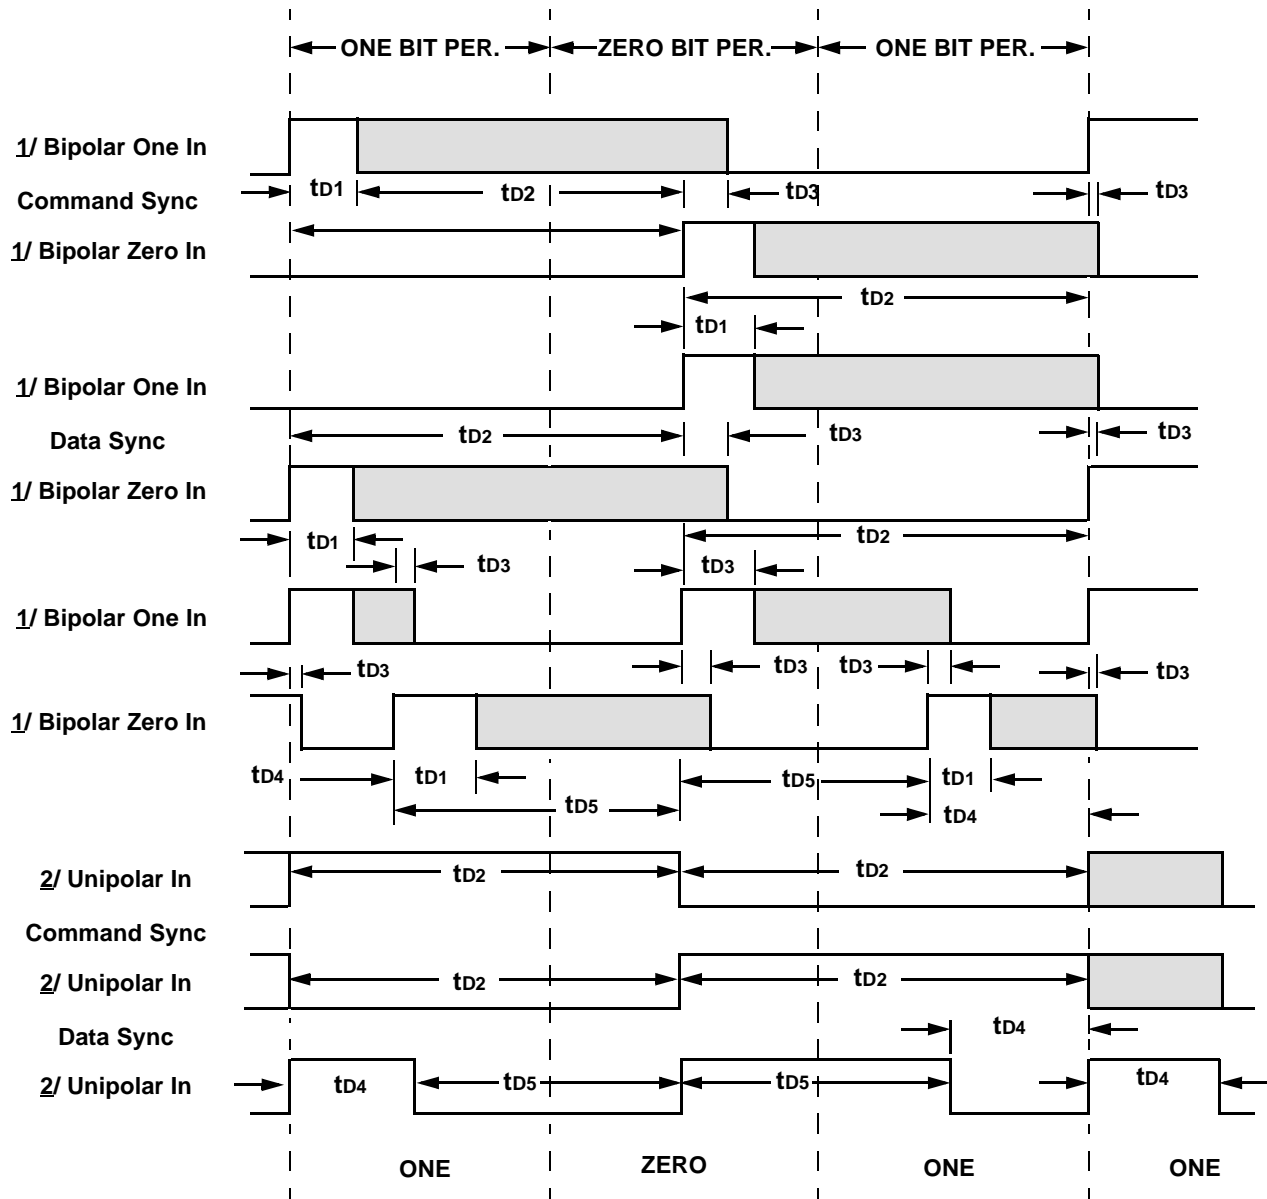 ONE BIT PER. ZERO BIT PER. ONE BIT PER.
1/ Bipolar One In
tD1 tD2 tD3 tD3
Command Sync
1/ Bipolar Zero In
tD2
tD1
1/ Bipolar One In
Data Sync tD2 tD3 tD3
1/ Bipolar Zero In
tD1 tD2
tD3 tD3
1/ Bipolar One In
tD3 tD3 tD3 tD3
1/ Bipolar Zero In
tD4 tD1 tD5 tD1
tD5 tD4
2/ Unipolar In tD2 tD2
Command Sync
2/ Unipolar In tD2 tD2
Data Sync tD4
2/ Unipolar In tD4 tD5 tD5 tD4
ONE ZERO ONE ONE